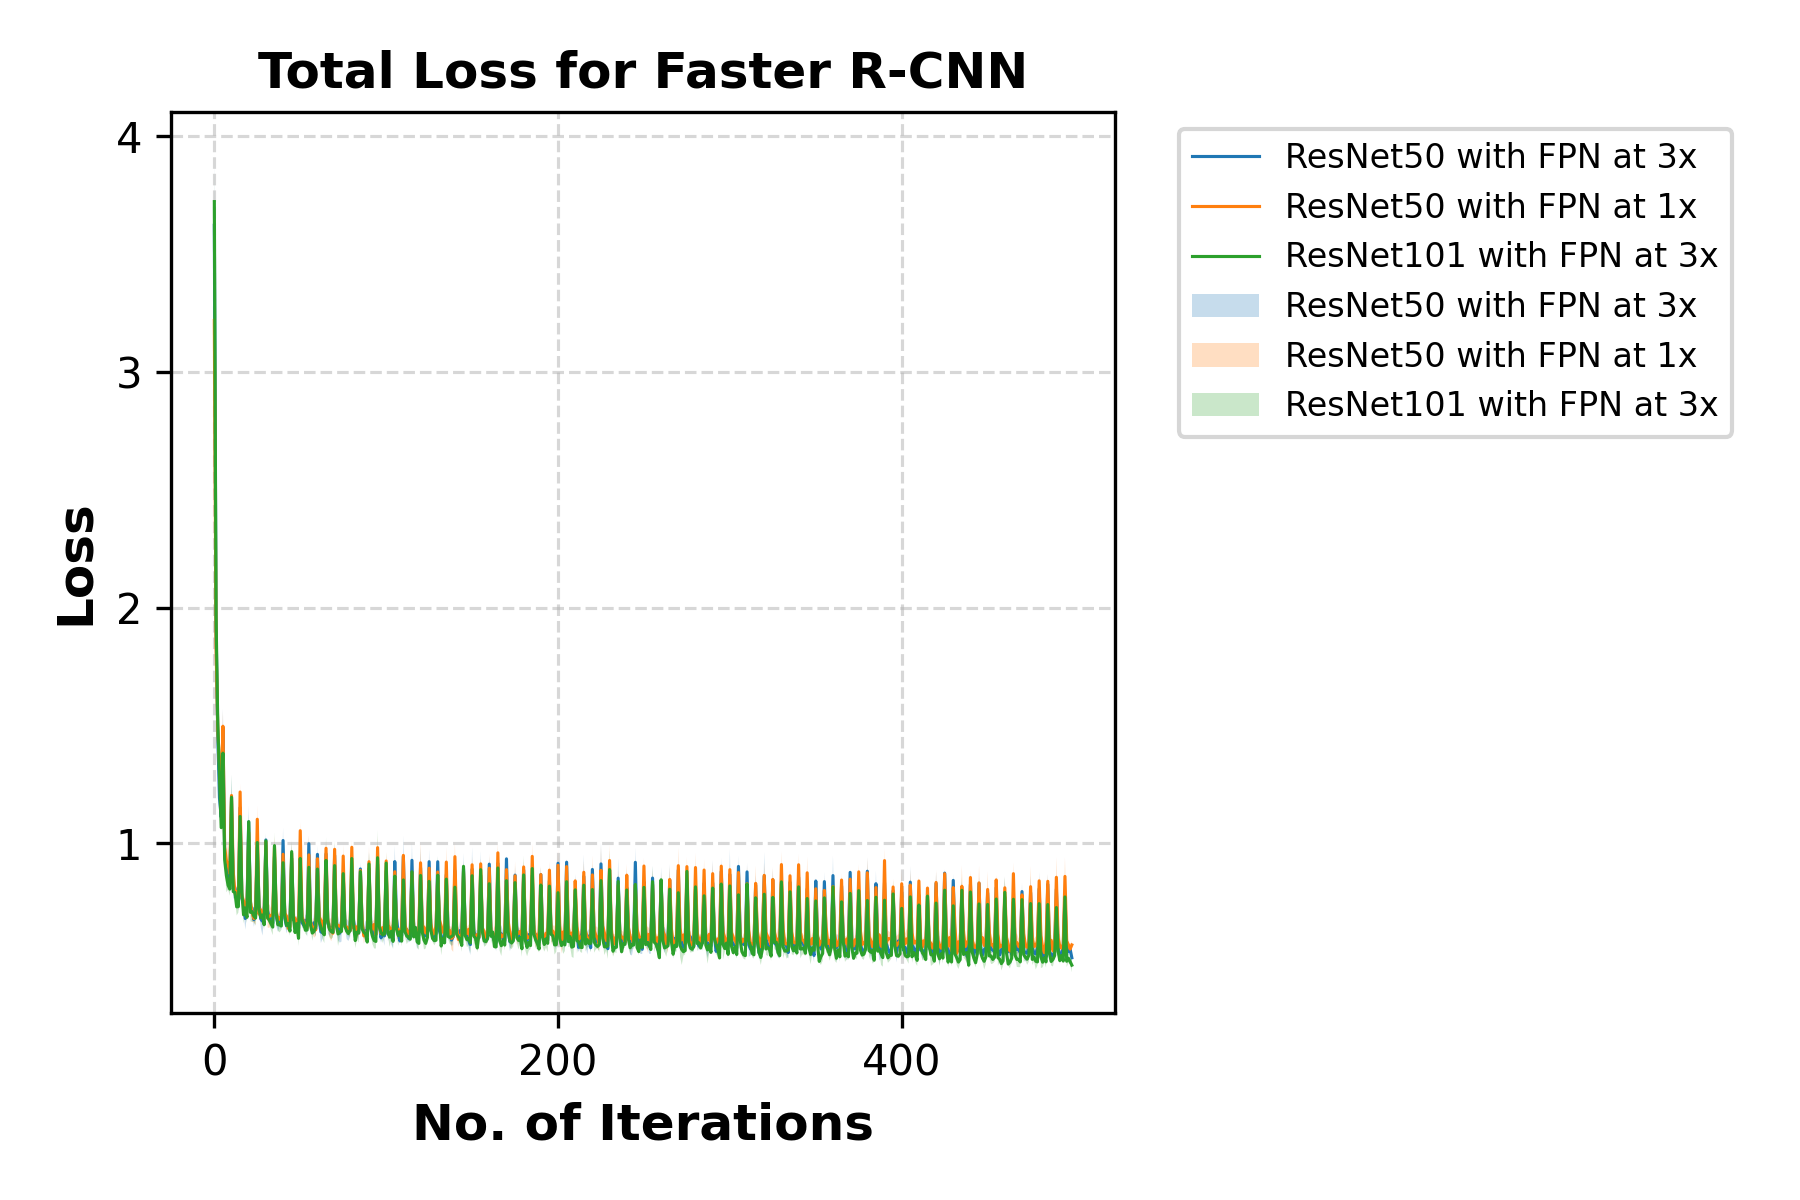 Total Loss for Faster R-CNN
4
3
2
1
Loss
0
200
400
No. of Iterations
ResNet50 with FPN at 3x
ResNet50 with FPN at 1x
ResNet101 with FPN at 3x
ResNet50 with FPN at 3x
ResNet50 with FPN at 1x
ResNet101 with FPN at 3x